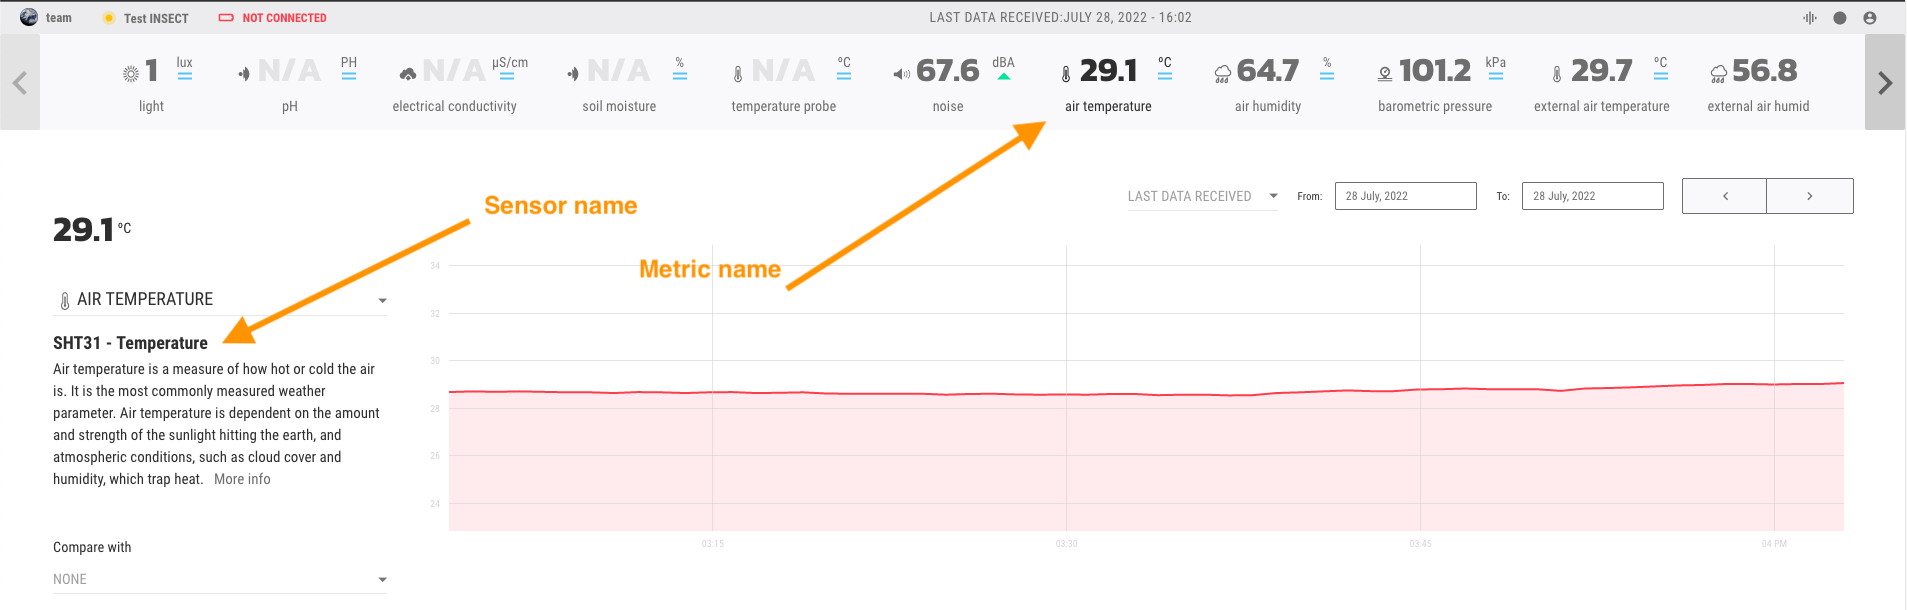 team Test INSECT NOT CONNECTED LAST DATA RECEIVED:JULY 28, 2022 - 16:02
1 lux N/A PH N/A µS/cm N/A % N/A ºC 67.6 dBA 29.1 ºC 64.7 % 101.2 kPa 29.7 ºC 56.8
light pH electrical conductivity soil moisture temperature probe noise air temperature air humidity barometric pressure external air temperature external air humid
Sensor name
Metric name
LAST DATA RECEIVED From: 28 July, 2022 To: 28 July, 2022 < >
29.1 ºC
AIR TEMPERATURE
SHT31 - Temperature
Air temperature is a measure of how hot or cold the air
is. It is the most commonly measured weather
parameter. Air temperature is dependent on the amount
and strength of the sunlight hitting the earth, and
atmospheric conditions, such as cloud cover and
humidity, which trap heat. More info
Compare with
NONE
34
32
30
28
26
24
03:15 03:30 03:45 04 PM